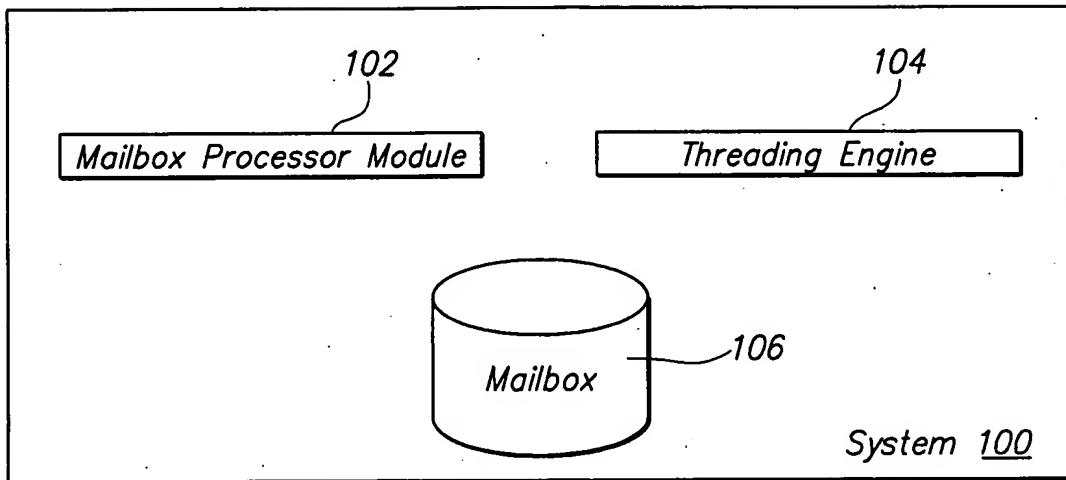 102
104
Mailbox Processor Module
Threading Engine
Mailbox
106
System 100